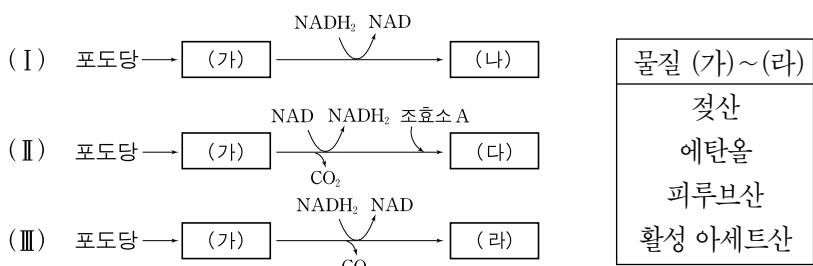 NADH₂ NAD
(Ⅰ) 포도당 (가) (나)
NAD NADH₂ 조효소 A
(Ⅱ) 포도당 (가) (다)
CO₂
NADH₂ NAD
(Ⅲ) 포도당 (가) (라)
물질 (가)~(라)
젖산
에탄올
피루브산
활성 아세트산